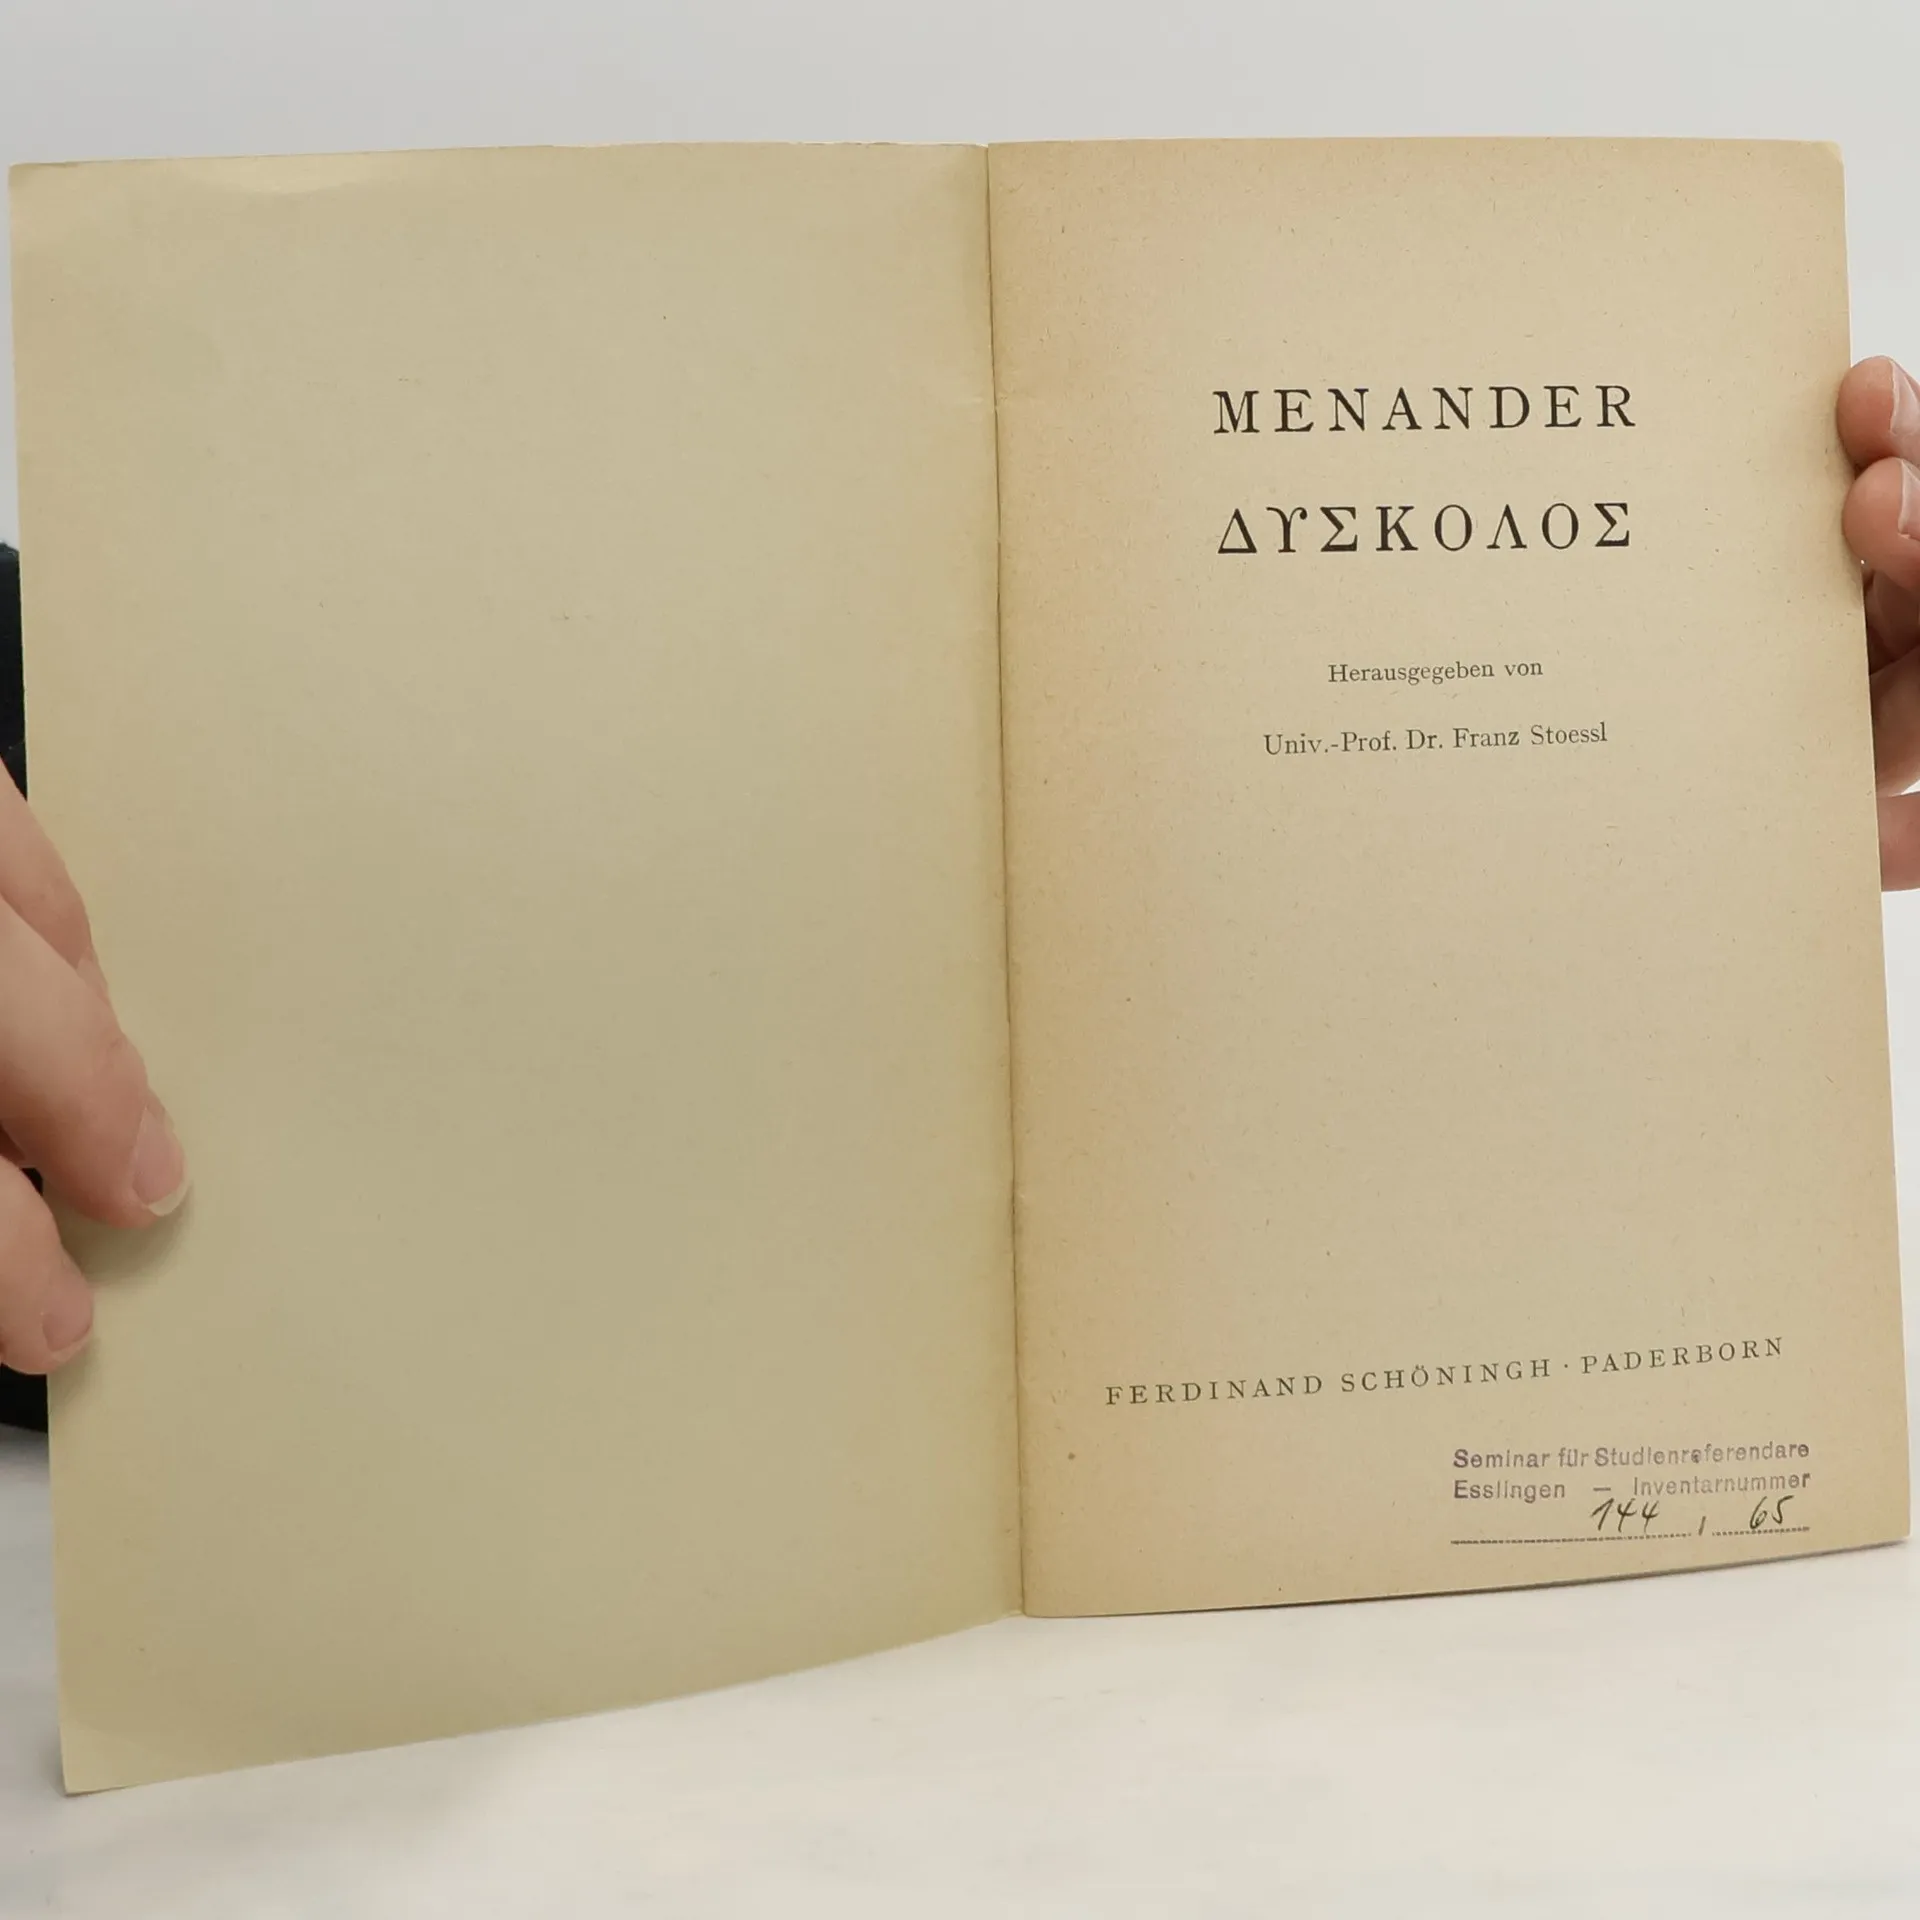 MENANDER
ΔΥΣΚΟΛΟΣ
Herausgegeben von
Univ.-Prof. Dr. Franz Stoessl
FERDINAND SCHÖNINGH · PADERBORN
Seminar für Studienreferendare
Esslingen — Inventarnummer
144 / 65